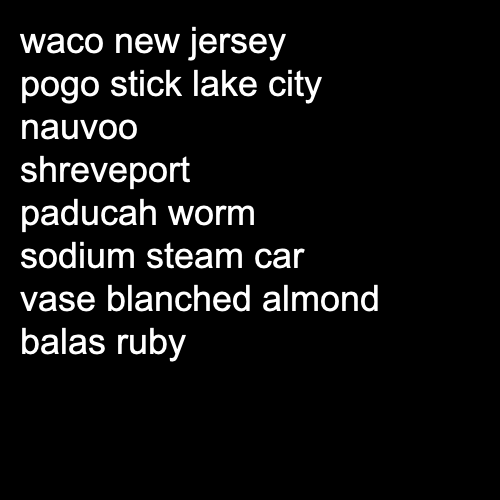 waco new jersey
pogo stick lake city
nauvoo
shreveport
paducah worm
sodium steam car
vase blanched almond
balas ruby